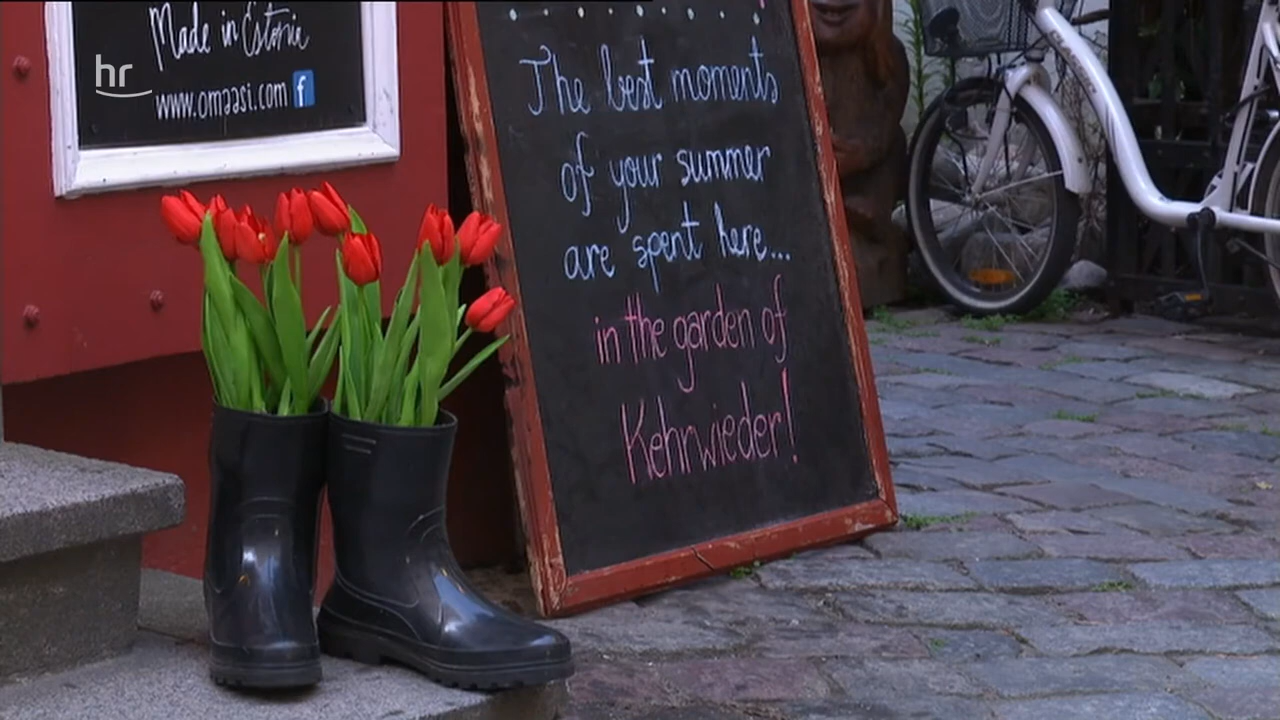 Made in Estonia
hr
www.omaasi.com f
The best moments
of your summer
are spent here...
in the garden of
Kehrwieder!